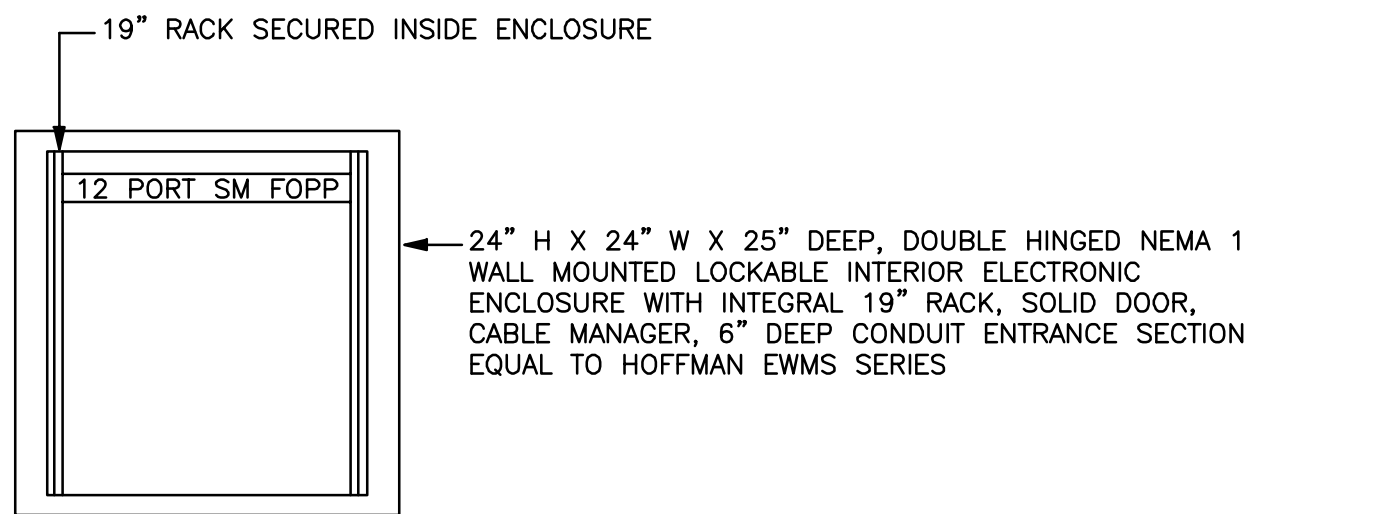 19” RACK SECURED INSIDE ENCLOSURE
12 PORT SM FOPP
24” H X 24” W X 25” DEEP, DOUBLE HINGED NEMA 1
WALL MOUNTED LOCKABLE INTERIOR ELECTRONIC
ENCLOSURE WITH INTEGRAL 19” RACK, SOLID DOOR,
CABLE MANAGER, 6” DEEP CONDUIT ENTRANCE SECTION
EQUAL TO HOFFMAN EWMS SERIES